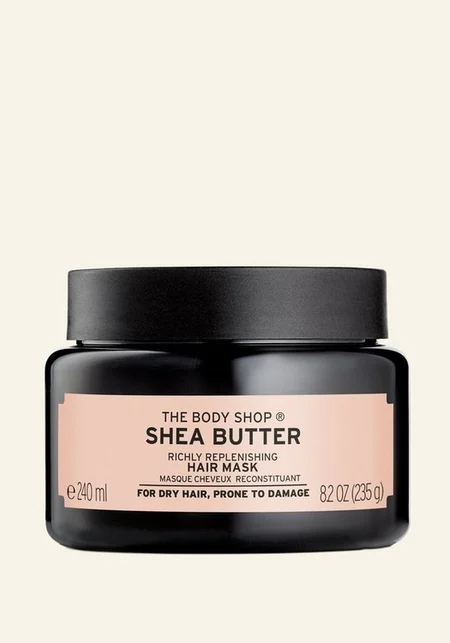 THE BODY SHOP ®
SHEA BUTTER
RICHLY REPLENISHING
HAIR MASK
MASQUE CHEVEUX RECONSTITUANT
FOR DRY HAIR, PRONE TO DAMAGE
℮ 240 ml
8.2 OZ (235 g)